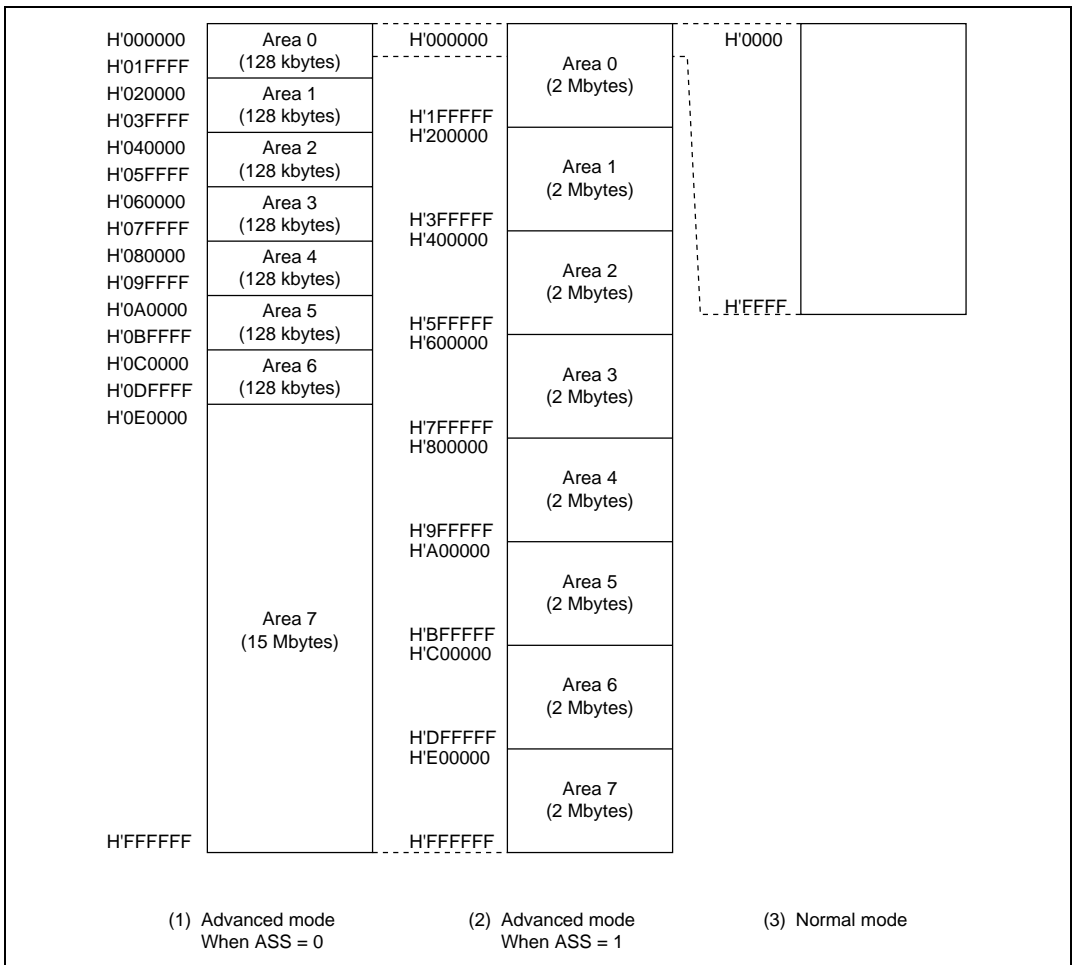 H'000000
H'01FFFF
H'020000
H'03FFFF
H'040000
H'05FFFF
H'060000
H'07FFFF
H'080000
H'09FFFF
H'0A0000
H'0BFFFF
H'0C0000
H'0DFFFF
H'0E0000
H'FFFFFF
Area 0
(128 kbytes)
Area 1
(128 kbytes)
Area 2
(128 kbytes)
Area 3
(128 kbytes)
Area 4
(128 kbytes)
Area 5
(128 kbytes)
Area 6
(128 kbytes)
Area 7
(15 Mbytes)
(1) Advanced mode
When ASS = 0
H'000000
H'1FFFFF
H'200000
H'3FFFFF
H'400000
H'5FFFFF
H'600000
H'7FFFFF
H'800000
H'9FFFFF
H'A00000
H'BFFFFF
H'C00000
H'DFFFFF
H'E00000
H'FFFFFF
Area 0
(2 Mbytes)
Area 1
(2 Mbytes)
Area 2
(2 Mbytes)
Area 3
(2 Mbytes)
Area 4
(2 Mbytes)
Area 5
(2 Mbytes)
Area 6
(2 Mbytes)
Area 7
(2 Mbytes)
(2) Advanced mode
When ASS = 1
H'0000
H'FFFF
(3) Normal mode